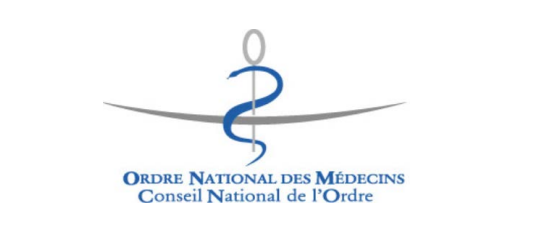 ORDRE NATIONAL DES MÉDECINS
Conseil National de l'Ordre